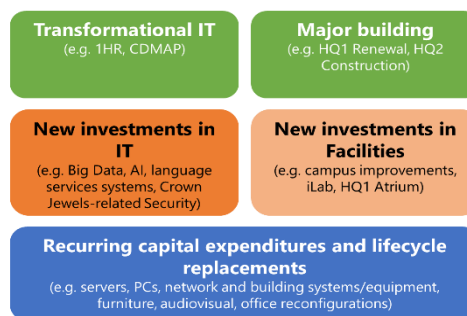 Transformational IT
(e.g. 1HR, CDMAP)
Major building
(e.g. HQ1 Renewal, HQ2
Construction)
New investments in
IT
(e.g. Big Data, AI, language
services systems, Crown
Jewels-related Security)
New investments in
Facilities
(e.g. campus improvements,
iLab, HQ1 Atrium)
Recurring capital expenditures and lifecycle
replacements
(e.g. servers, PCs, network and building systems/equipment,
furniture, audiovisual, office reconfigurations)